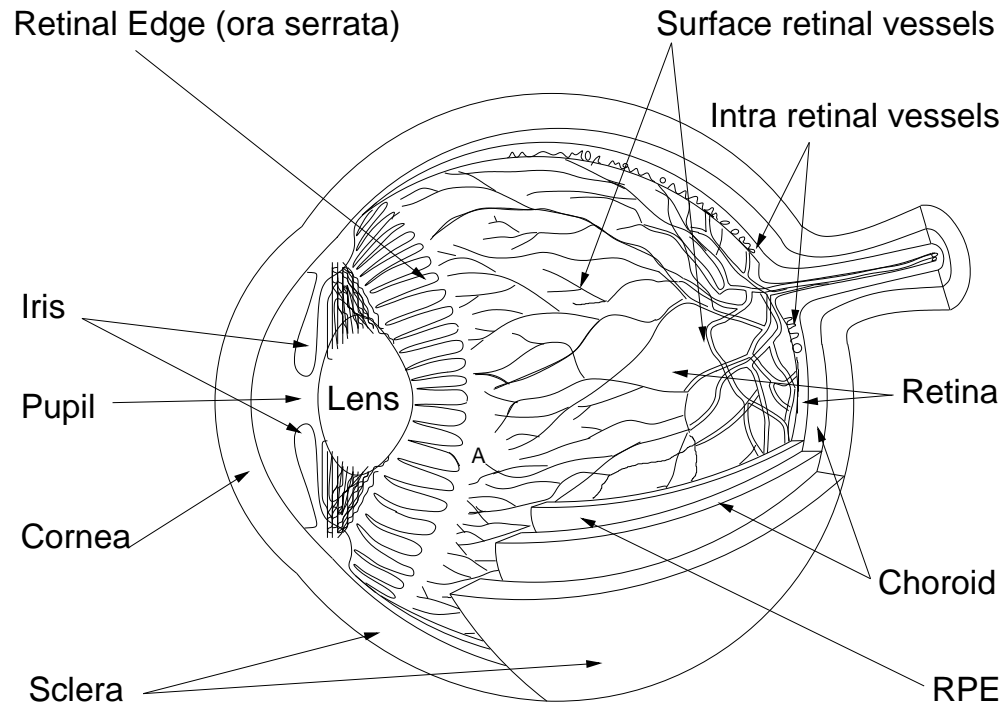 Retinal Edge (ora serrata)
Surface retinal vessels
Intra retinal vessels
Iris
Pupil
Lens
Retina
A
Cornea
Choroid
Sclera
RPE